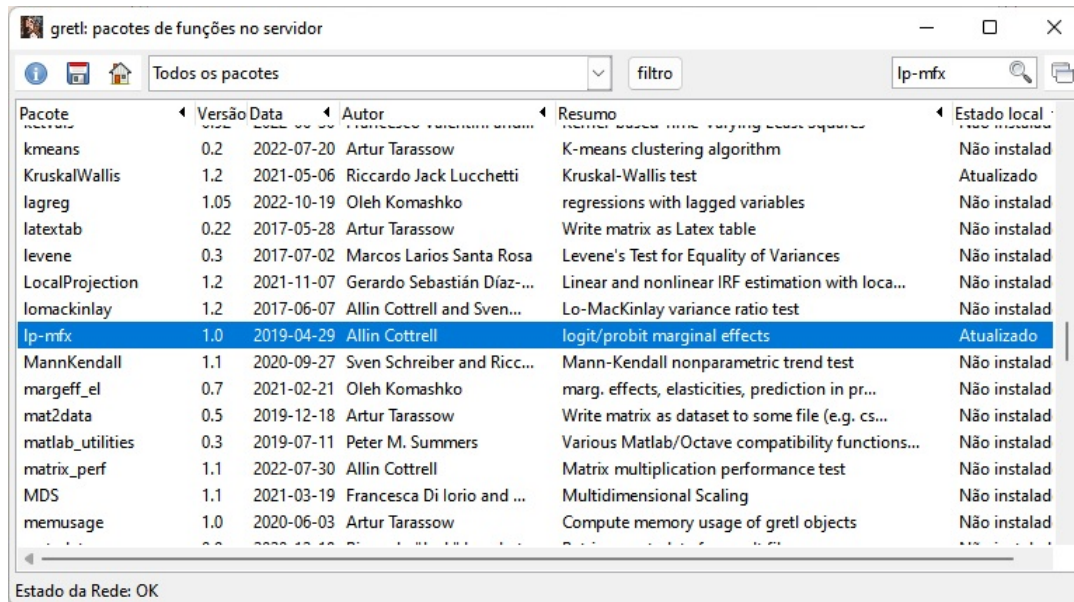 gretl: pacotes de funções no servidor
Todos os pacotes filtro lp-mfx
Pacote Versão Data Autor Resumo Estado local
kmeans 0.2 2022-07-20 Artur Tarassow K-means clustering algorithm Não instalad
KruskalWallis 1.2 2021-05-06 Riccardo Jack Lucchetti Kruskal-Wallis test Atualizado
lagreg 1.05 2022-10-19 Oleh Komashko regressions with lagged variables Não instalad
latextab 0.22 2017-05-28 Artur Tarassow Write matrix as Latex table Não instalad
levene 0.3 2017-07-02 Marcos Larios Santa Rosa Levene's Test for Equality of Variances Não instalad
LocalProjection 1.2 2021-11-07 Gerardo Sebastián Díaz-... Linear and nonlinear IRF estimation with loca... Não instalad
lomackinlay 1.2 2017-06-07 Allin Cottrell and Sven... Lo-MacKinlay variance ratio test Não instalad
lp-mfx 1.0 2019-04-29 Allin Cottrell logit/probit marginal effects Atualizado
MannKendall 1.1 2020-09-27 Sven Schreiber and Ricc... Mann-Kendall nonparametric trend test Não instalad
margeff_el 0.7 2021-02-21 Oleh Komashko marg. effects, elasticities, prediction in pr... Não instalad
mat2data 0.5 2019-12-18 Artur Tarassow Write matrix as dataset to some file (e.g. cs... Não instalad
matlab_utilities 0.3 2019-07-11 Peter M. Summers Various Matlab/Octave compatibility functions... Não instalad
matrix_perf 1.1 2022-07-30 Allin Cottrell Matrix multiplication performance test Não instalad
MDS 1.1 2021-03-19 Francesca Di Iorio and ... Multidimensional Scaling Não instalad
memusage 1.0 2020-06-03 Artur Tarassow Compute memory usage of gretl objects Não instalad
Estado da Rede: OK